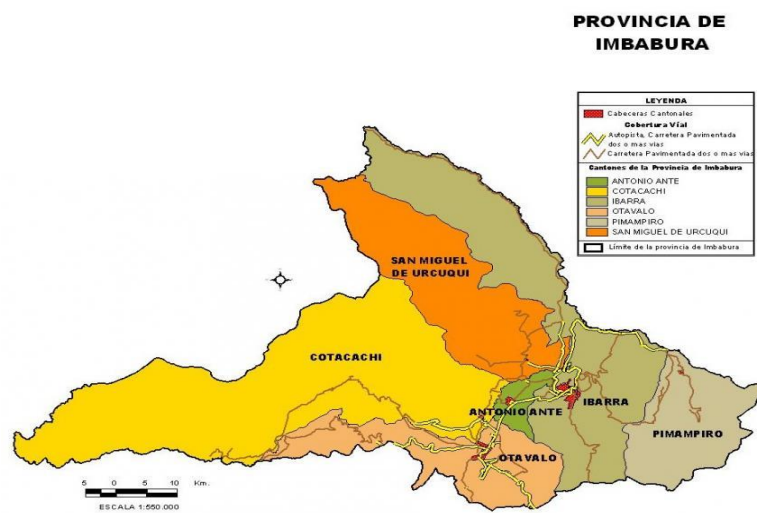 PROVINCIA DE
IMBABURA
LEYENDA
Cabeceras Cantonales
Cobertura Vial
Autopista, Carretera Pavimentada
dos o mas vias
Carretera Pavimentada dos o mas vias
Cantones de la Provincia de Imbabura
ANTONIO ANTE
COTACACHI
IBARRA
OTAVALO
PIMAMPIRO
SAN MIGUEL DE URCUQUI
Límite de la provincia de Imbabura
SAN MIGUEL
DE URCUQUI
COTACACHI
ANTONIO ANTE
IBARRA
PIMAMPIRO
OTAVALO
5 0 5 10 Km.
ESCALA 1:550.000